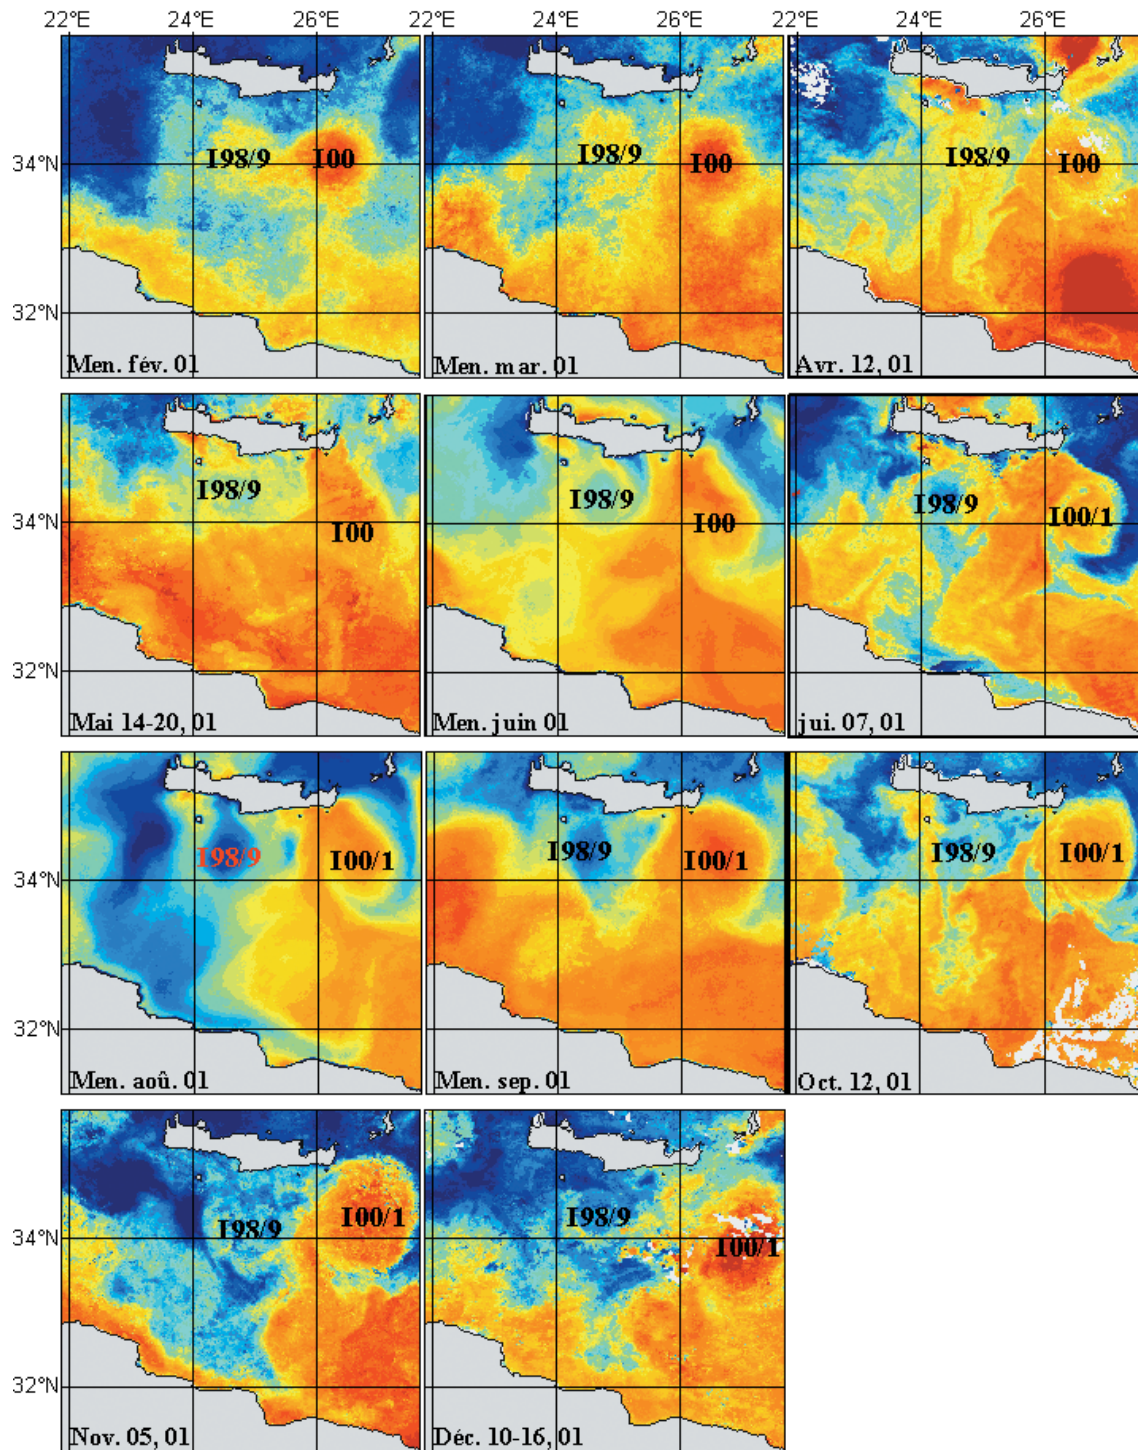 22°E 24°E 26°E 22°E 24°E 26°E 22°E 24°E 26°E
34°N
32°N
I98/9 I00
Men. fév. 01
I98/9 I00
Men. mar. 01
I98/9 I00
Avr. 12, 01
34°N
32°N
I98/9
I00
Mai 14-20, 01
I98/9
I00
Men. juin 01
I98/9 I00/1
jui. 07, 01
34°N
32°N
I98/9 I00/1
Men. aoû. 01
I98/9 I00/1
Men. sep. 01
I98/9 I00/1
Oct. 12, 01
34°N
32°N
I98/9 I00/1
Nov. 05, 01
I98/9
I00/1
Déc. 10-16, 01